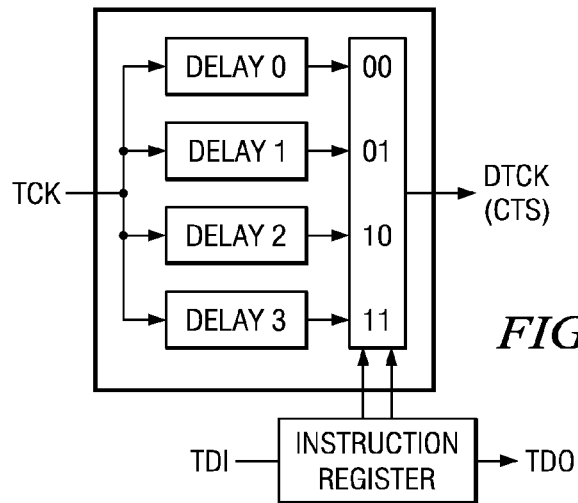 DELAY 0
00
DELAY 1
01
TCK
DTCK
(CTS)
DELAY 2
10
DELAY 3
11
FIG
TDI
INSTRUCTION
REGISTER
TDO